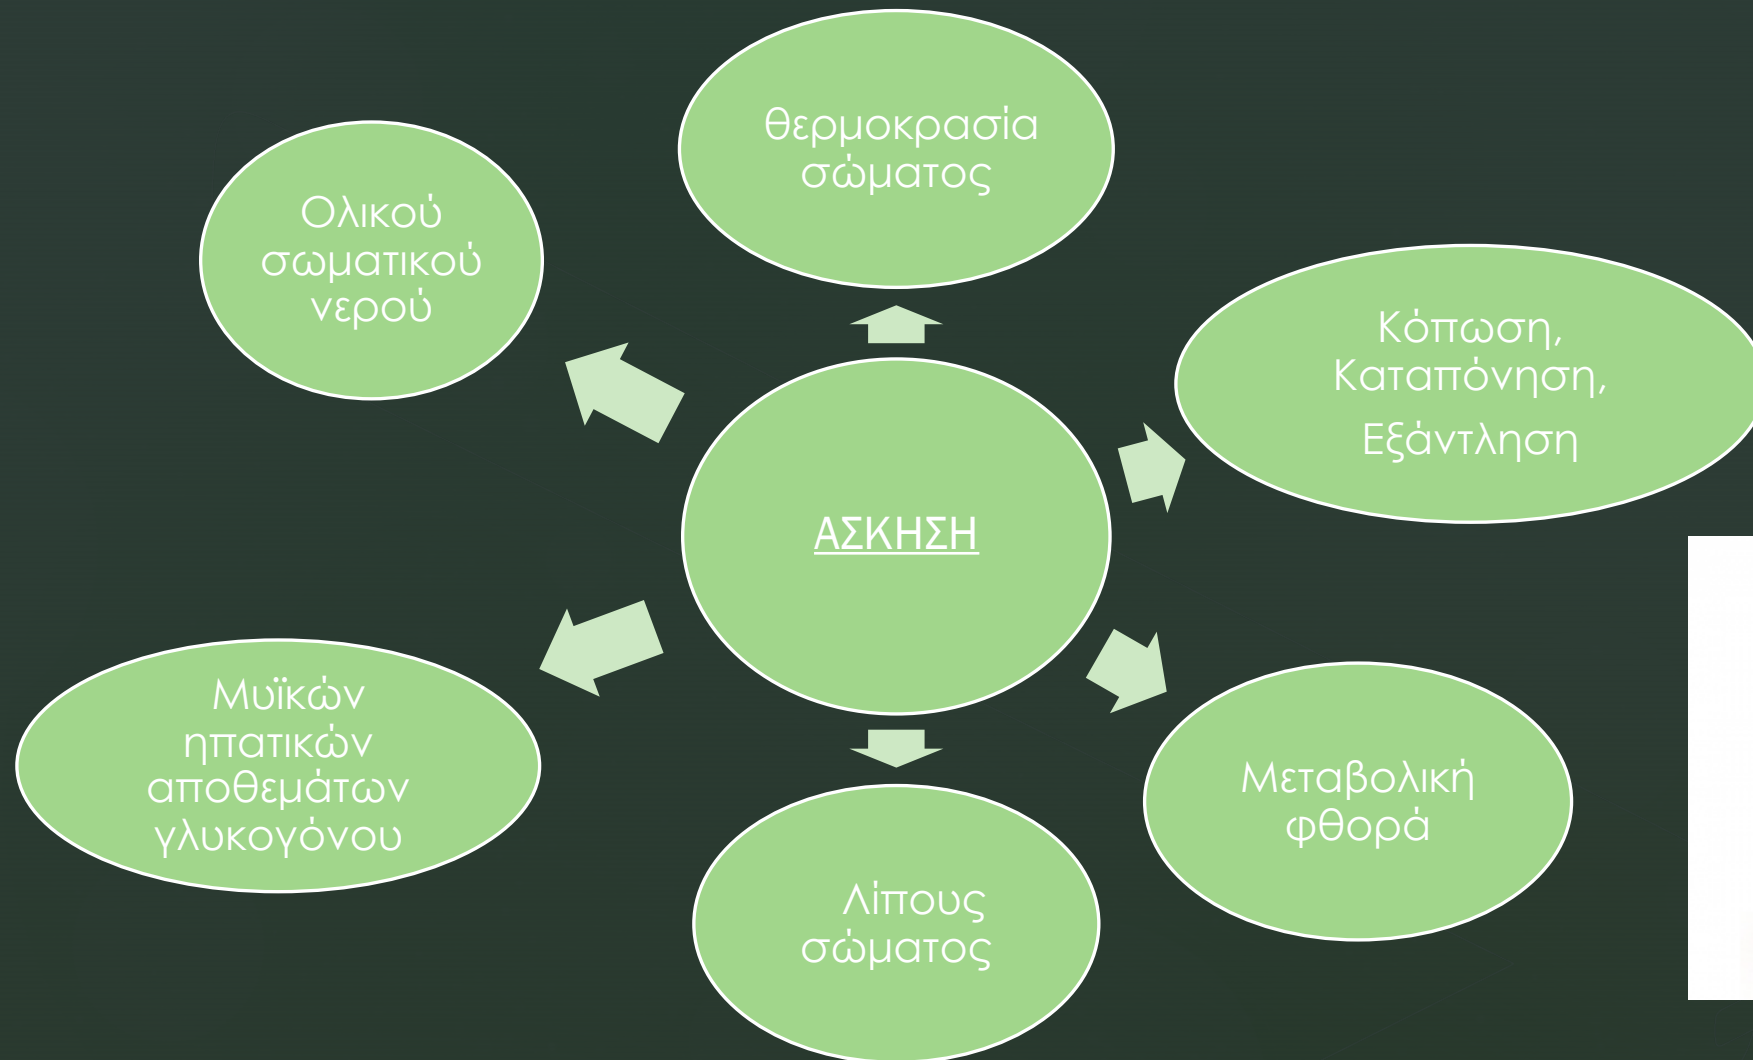 θερμοκρασία
σώματος
Ολικού
σωματικού
νερού
Κόπωση,
Καταπόνηση,
Εξάντληση
ΑΣΚΗΣΗ
Μυϊκών
ηπατικών
αποθεμάτων
γλυκογόνου
Μεταβολική
φθορά
Λίπους
σώματος